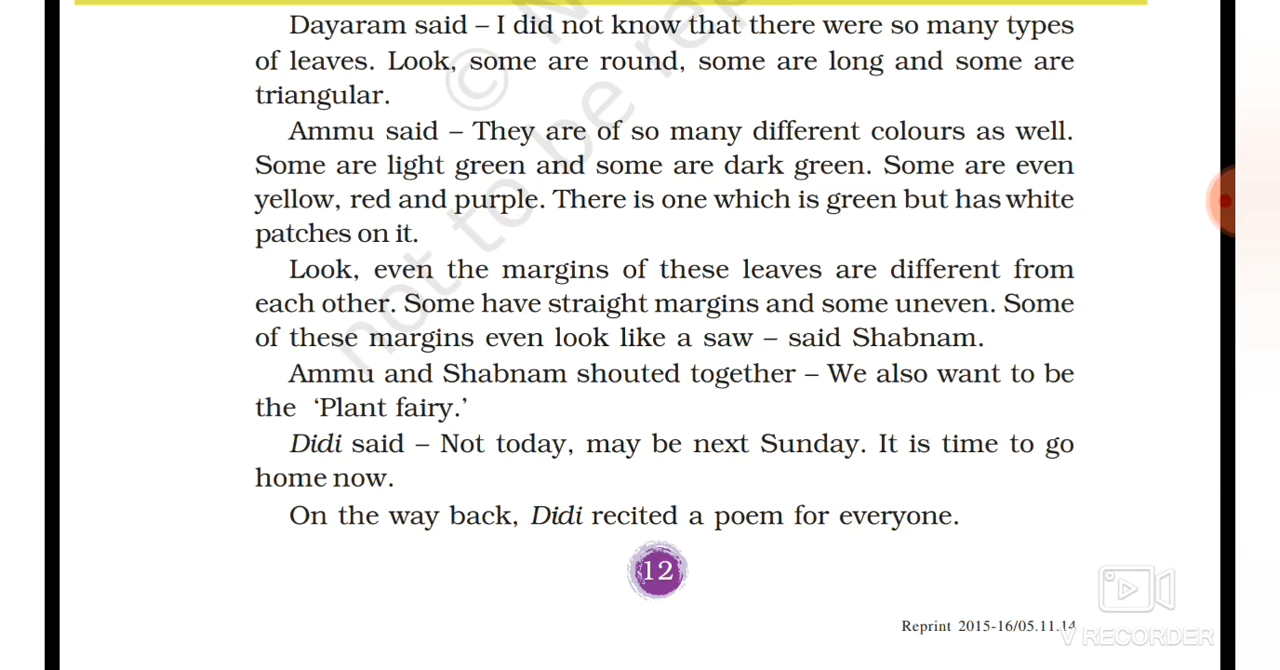 Dayaram said – I did not know that there were so many types
of leaves. Look, some are round, some are long and some are
triangular.
Ammu said – They are of so many different colours as well.
Some are light green and some are dark green. Some are even
yellow, red and purple. There is one which is green but has white
patches on it.
Look, even the margins of these leaves are different from
each other. Some have straight margins and some uneven. Some
of these margins even look like a saw – said Shabnam.
Ammu and Shabnam shouted together – We also want to be
the ‘Plant fairy.’
Didi said – Not today, may be next Sunday. It is time to go
home now.
On the way back, Didi recited a poem for everyone.
12
Reprint 2015-16/05.11.14
V RECORDER
©
not to be